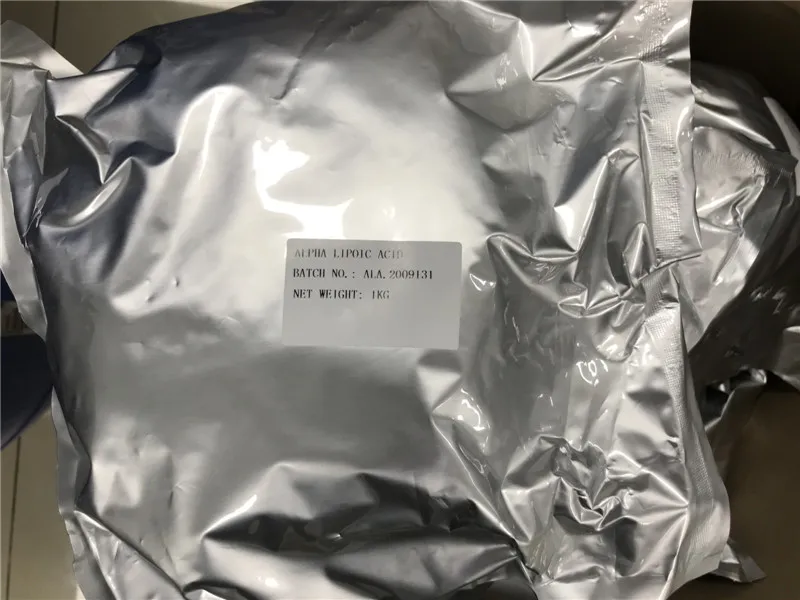 ALPHA LIPOIC ACID
BATCH NO.: ALA.2009131
NET WEIGHT: 1KG